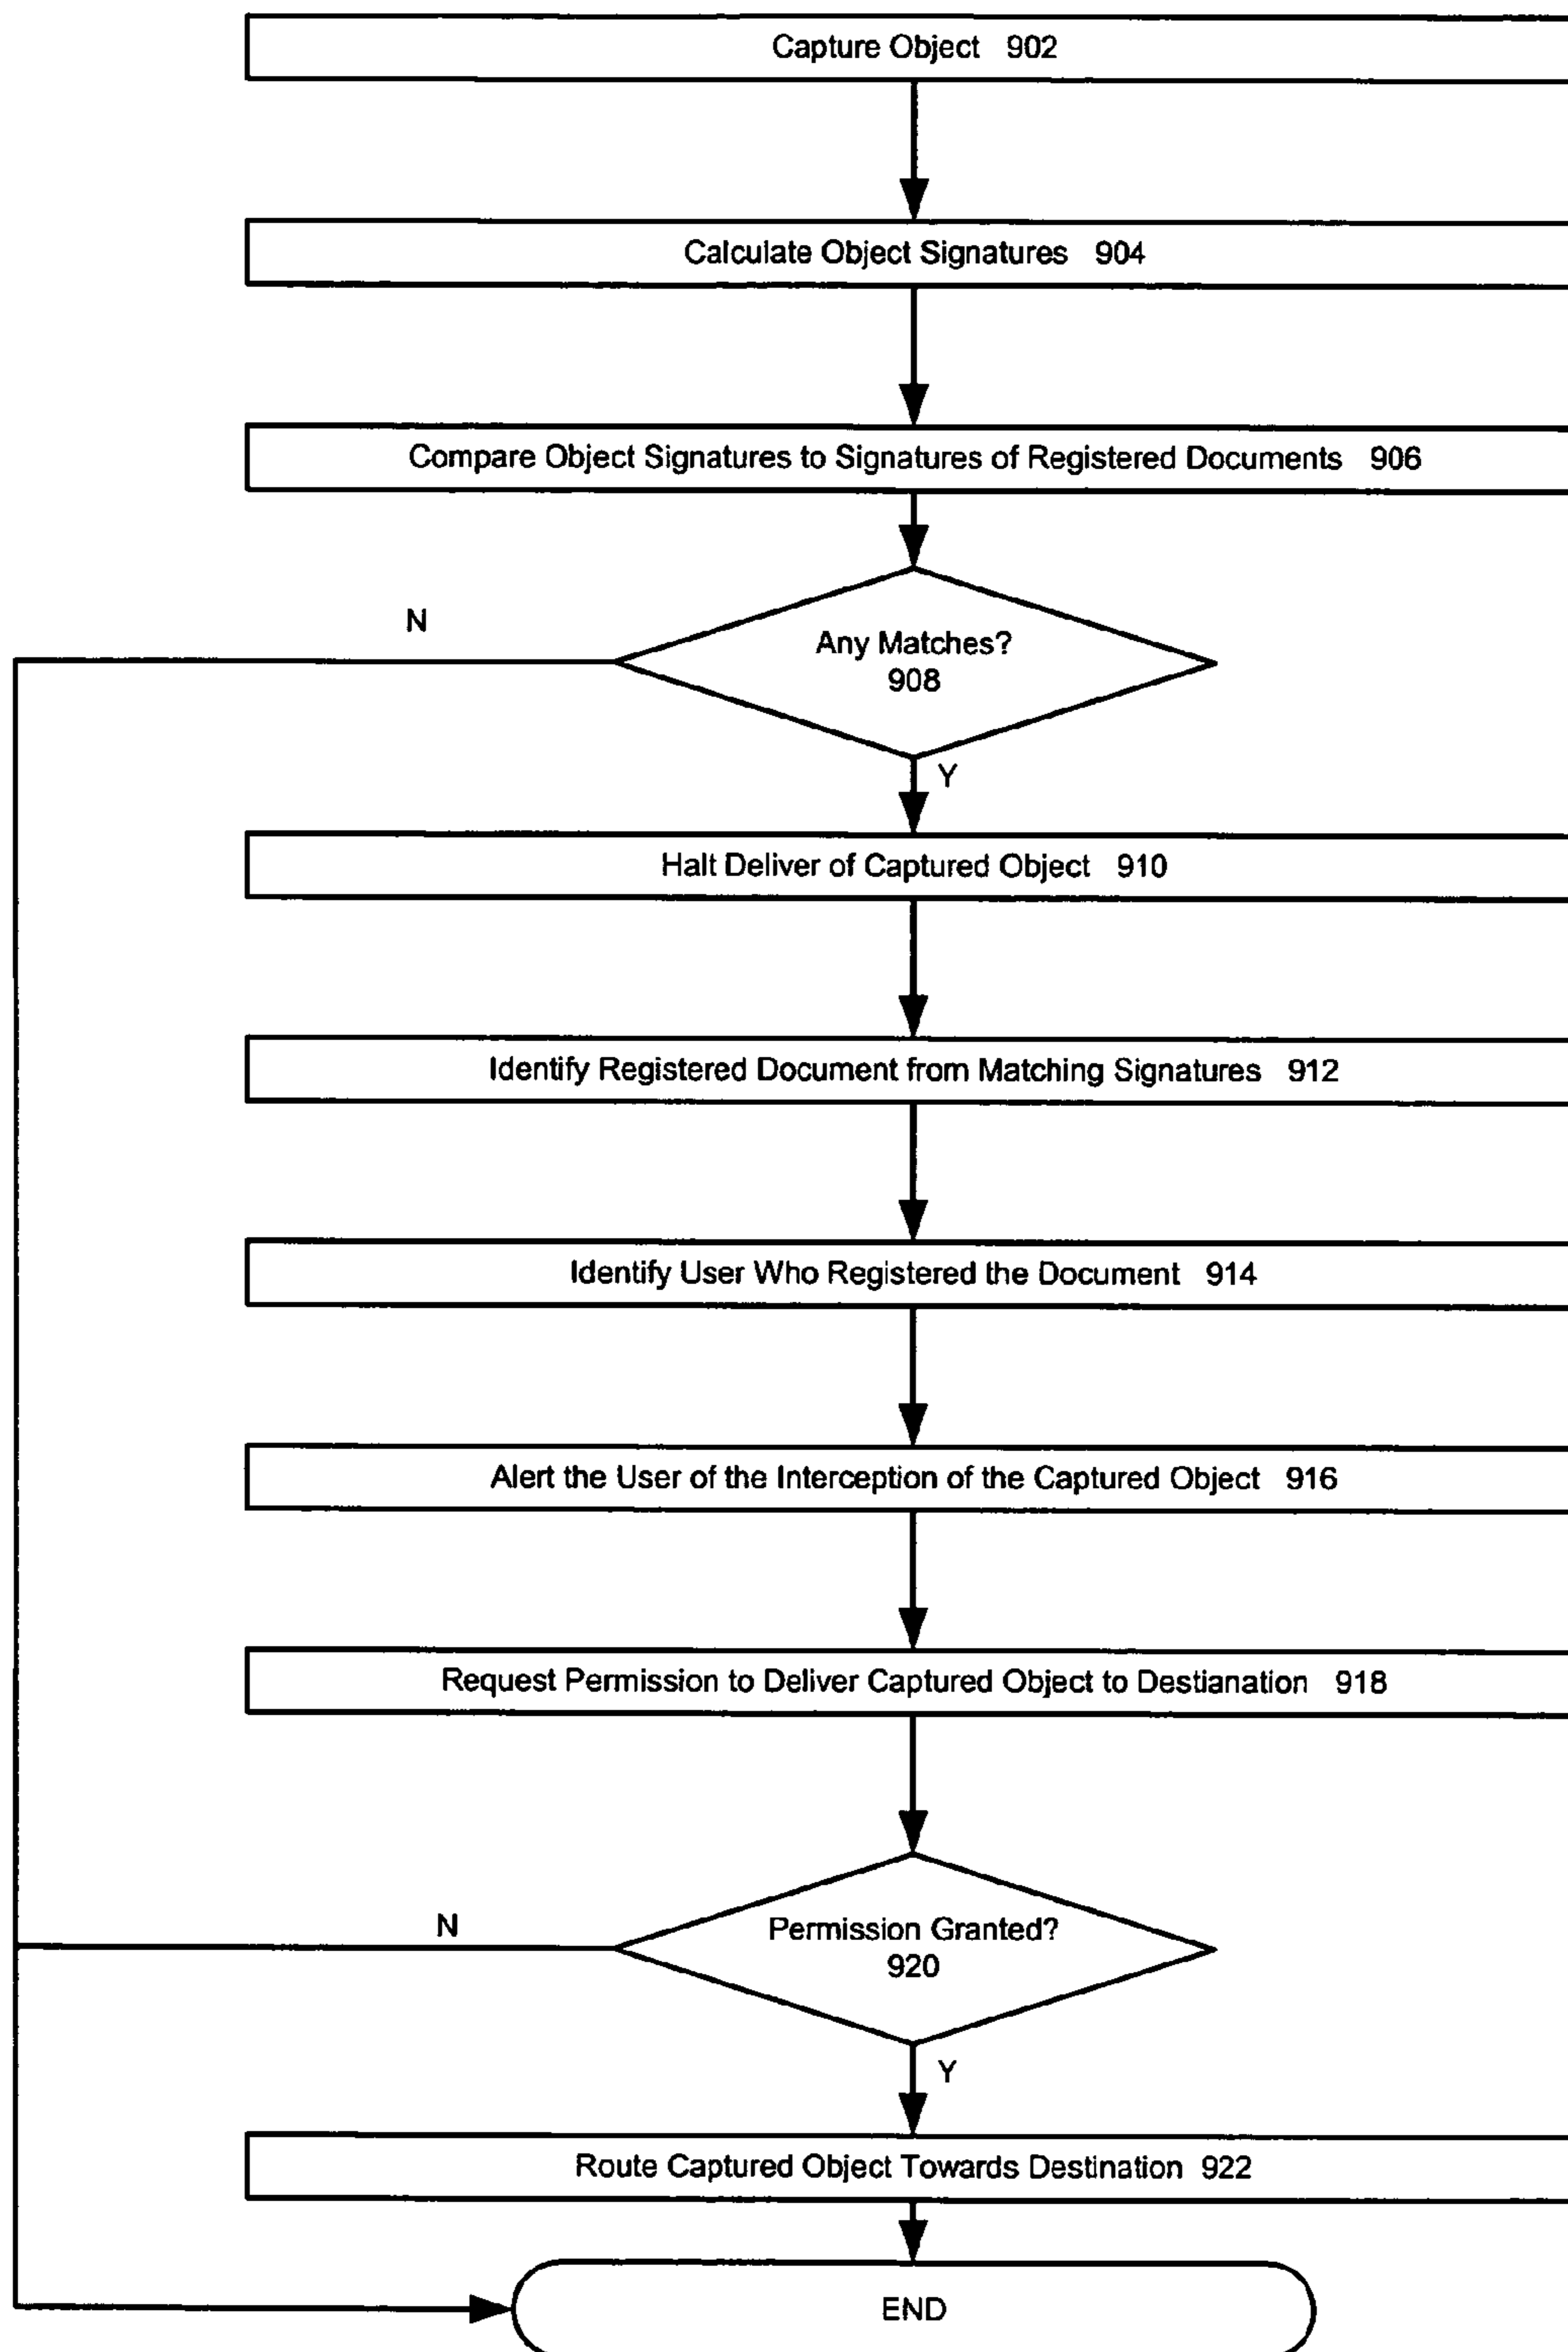 Capture Object 902
Calculate Object Signatures 904
Compare Object Signatures to Signatures of Registered Documents 906
N
Any Matches?
908
Y
Halt Deliver of Captured Object 910
Identify Registered Document from Matching Signatures 912
Identify User Who Registered the Document 914
Alert the User of the Interception of the Captured Object 916
Request Permission to Deliver Captured Object to Destianation 918
N
Permission Granted?
920
Y
Route Captured Object Towards Destination 922
END